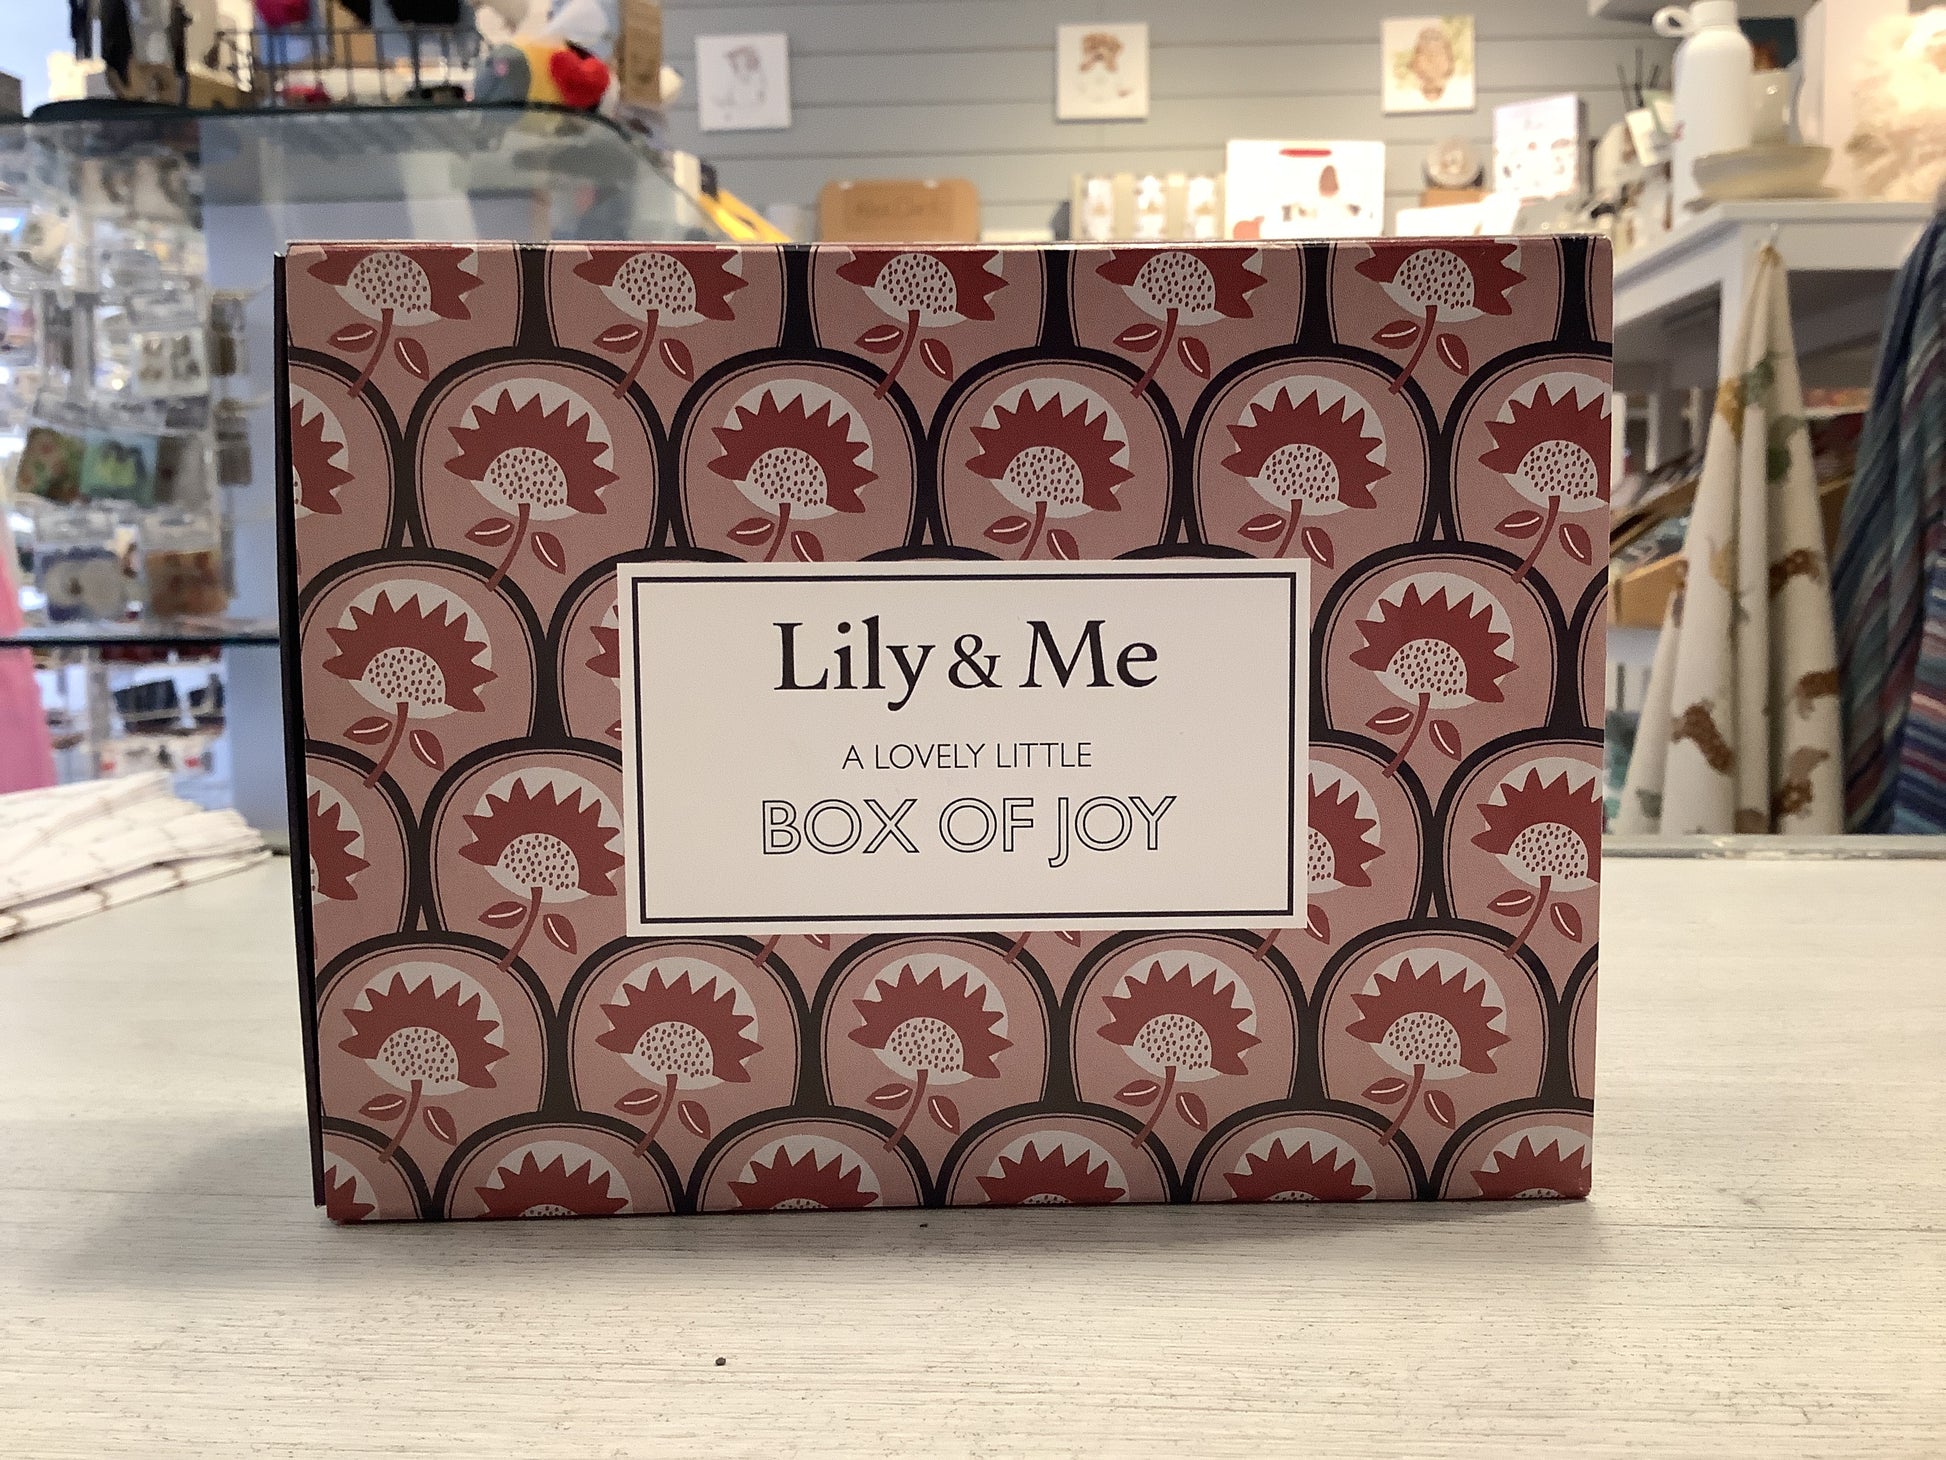 Lily & Me
A LOVELY LITTLE
BOX OF JOY